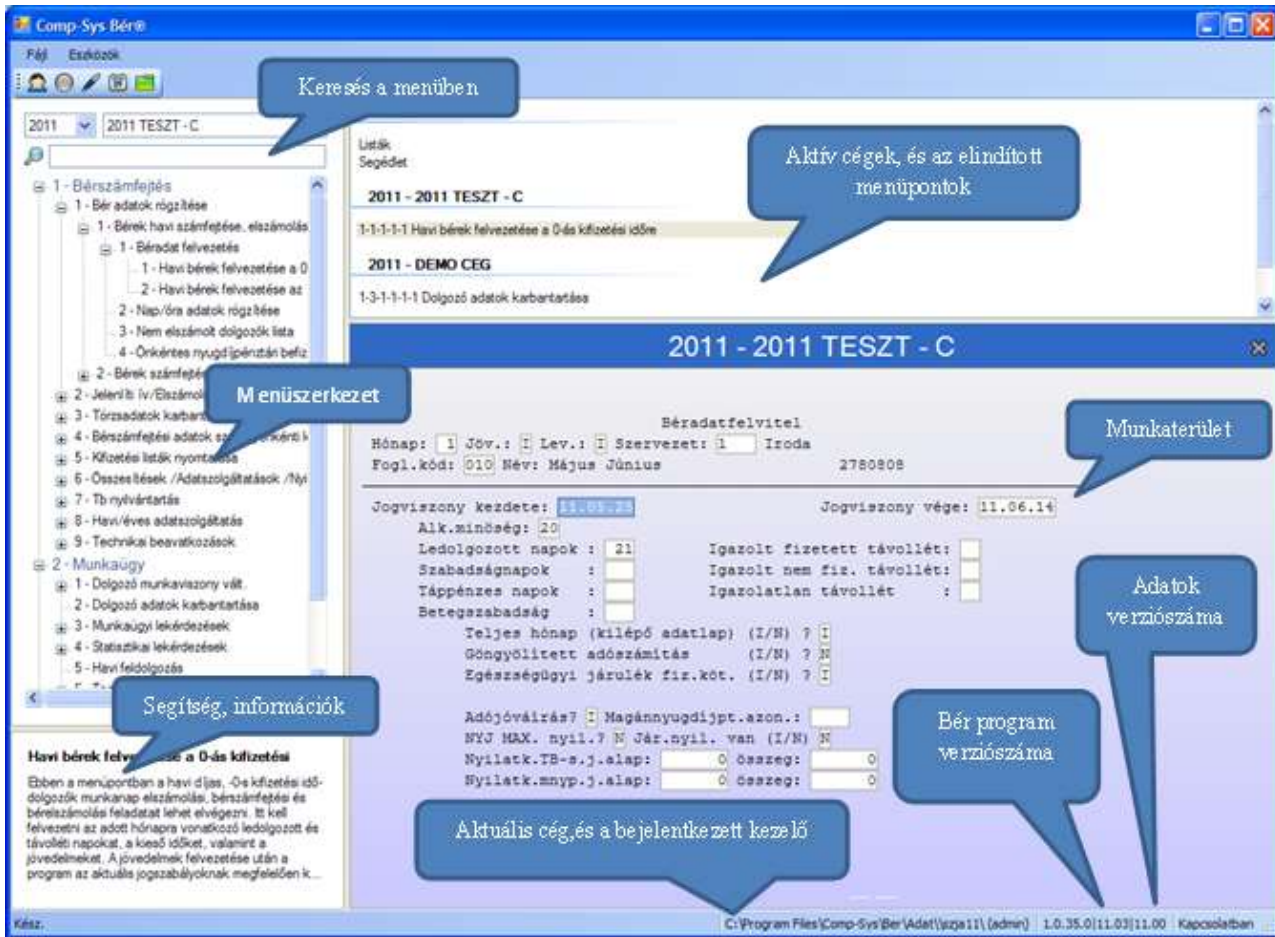 Comp-Sys Bér®
Fájl Eszközök
Keresés a menüben
2011 2011 TESZT - C
1 - Bérszámfejtés
1 - Bér adatok rögzítése
1 - Bérek havi számfejtése, elszámolás
1 - Béradat felvezetés
1 - Havi bérek felvezetése a 0
2 - Havi bérek felvezetése az
2 - Nap/óra adatok rögzítése
3 - Nem elszámolt dolgozók lista
4 - Önkéntes nyugdíjpénztári befiz
2 - Bérek számfejté
2 - Jelenléti ív/Elszámol
3 - Törzsadatok karbant
4 - Bérszámfejtési adatok
5 - Kifizetési listák nyomtatása
6 - Összesítések /Adatszolgáltatások /Nyi
7 - Tb nyilvántartás
8 - Havi/éves adatszolgáltatás
9 - Technikai beavatkozások
2 - Munkaügy
1 - Dolgozó munkaviszony vált.
2 - Dolgozó adatok karbantartása
3 - Munkaügyi lekérdezések
4 - Statisztikai lekérdezések
5 - Havi feldolgozás
Menüszerkezet
Segítség, információk
Havi bérek felvezetése a 0-ás kifizetési
Ebben a menüpontban a havi díjas, -0-s kifizetési idő-
dolgozók munkanap elszámolási, bérszámfejtési és
bérelszámolási feladatait lehet elvégezni. Itt kell
felvezetni az adott hónapra vonatkozó ledolgozott és
távolléti napokat, a kieső időket, valamint a
jövedelmeket. A jövedelmek felvezetése után a
program az aktuális jogszabályoknak megfelelően k...
Listák
Segédlet
2011 - 2011 TESZT - C
1-1-1-1-1 Havi bérek felvezetése a 0-ás kifizetési időre
2011 - DEMO CEG
1-3-1-1-1 Dolgozó adatok karbantartása
Aktív cégek, és az elindított
menüpontok
2011 - 2011 TESZT - C
Béradatfelvitel
Hónap: 1 Jöv.: I Lev.: I Szervezet: 1 Iroda
Fogl.kód: 010 Név: Május Június 2780808
Munkaterület
Jogviszony kezdete: 11.05.25 Jogviszony vége: 11.06.14
Alk.minőség: 20
Ledolgozott napok : 21 Igazolt fizetett távollét:
Szabadságnapok : Igazolt nem fiz. távollét:
Táppénzes napok : Igazolatlan távollét :
Betegszabadság :
Teljes hónap (kilépő adatlap) (I/N) ? I
Göngyölített adószámítás (I/N) ? N
Egészségügyi járulék fiz.köt. (I/N) ? I
Adójóváírás? I Magánnyugdíjpt.azon.:
NYJ MAX. nyil.? N Jár.nyil. van (I/N) N
Nyilatk.TB-s.j.alap: 0 összeg: 0
Nyilatk.mnyp.j.alap: 0 összeg: 0
Adatok
verziószáma
Bér program
verziószáma
Aktuális cég,és a bejelentkezett kezelő
Kész. C:\Program Files\Comp-Sys\Ber\Adat\\szja11\ (admin) 1.0.35.0|11.03|11.00 Kapcsolatban